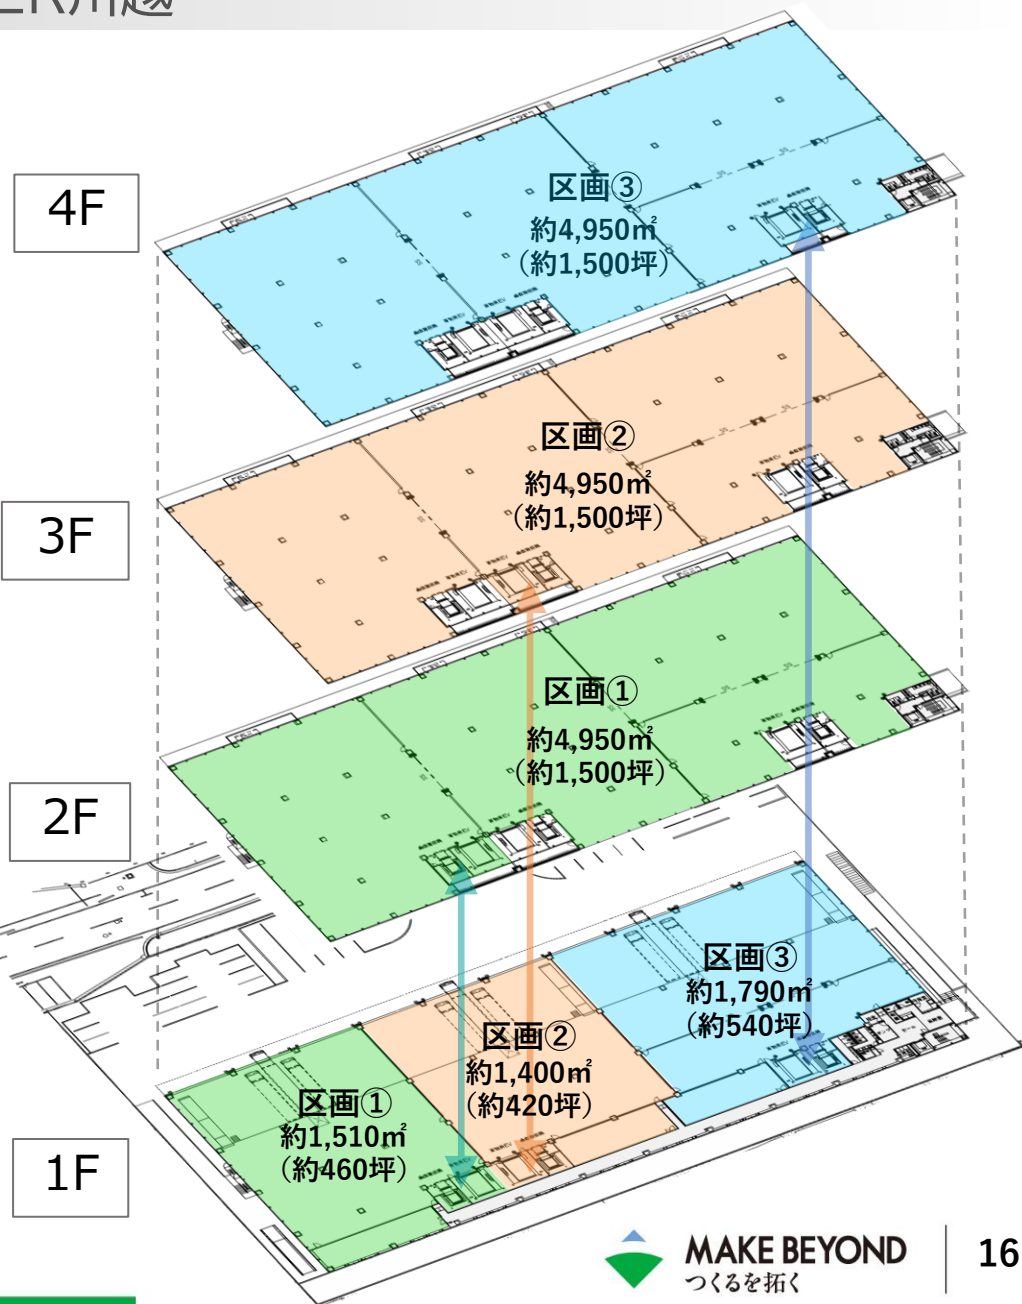 川越
4F
区画③
約4,950㎡
（約1,500坪）
3F
区画②
約4,950㎡
（約1,500坪）
2F
区画①
約4,950㎡
（約1,500坪）
1F
区画③
約1,790㎡
（約540坪）
区画②
約1,400㎡
（約420坪）
区画①
約1,510㎡
（約460坪）
MAKE BEYOND
つくるを拓く
16